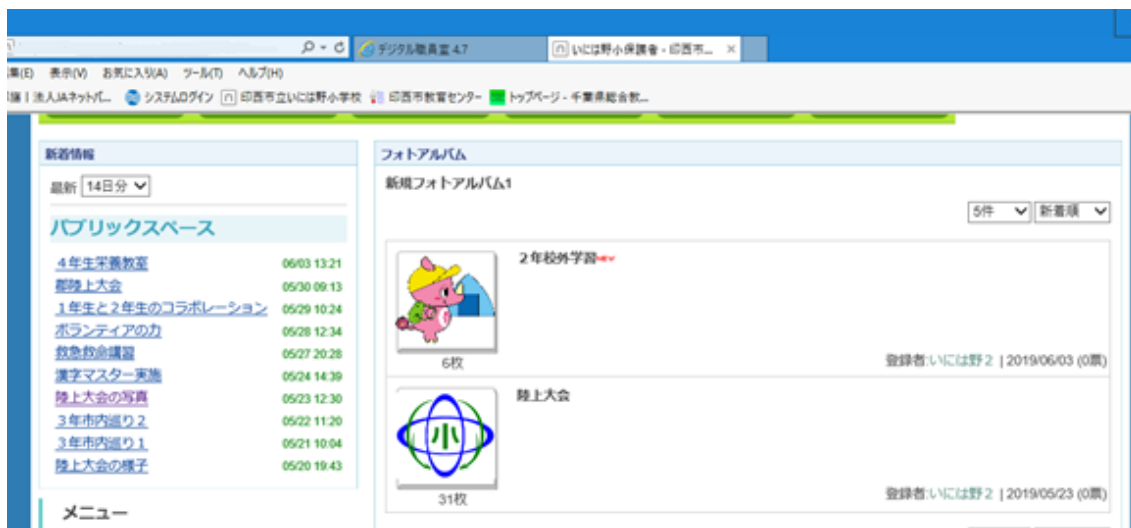 デジタル職員室 4.7
いには野小保護者 - 印西市...
集(E) 表示(V) お気に入り(A) ツール(T) ヘルプ(H)
法人IAネットバ... システムログイン 印西市立いには野小学校 印西市教育センター トップページ - 千葉県総合教...
新着情報
最新 14日分
パブリックスペース
4年生栄養教室 06/03 13:21
郡陸上大会 05/30 09:13
1年生と2年生のコラボレーション 05/29 10:24
ボランティアの力 05/28 12:34
救急救命講習 05/27 20:28
漢字マスター実施 05/24 14:39
陸上大会の写真 05/23 12:30
3年市内巡り2 05/22 11:20
3年市内巡り1 05/21 10:04
陸上大会の様子 05/20 19:43
メニュー
フォトアルバム
新規フォトアルバム1
5件 新着順
2年校外学習 NEW
6枚
登録者:いには野2 | 2019/06/03 (0票)
陸上大会
小
31枚
登録者:いには野2 | 2019/05/23 (0票)